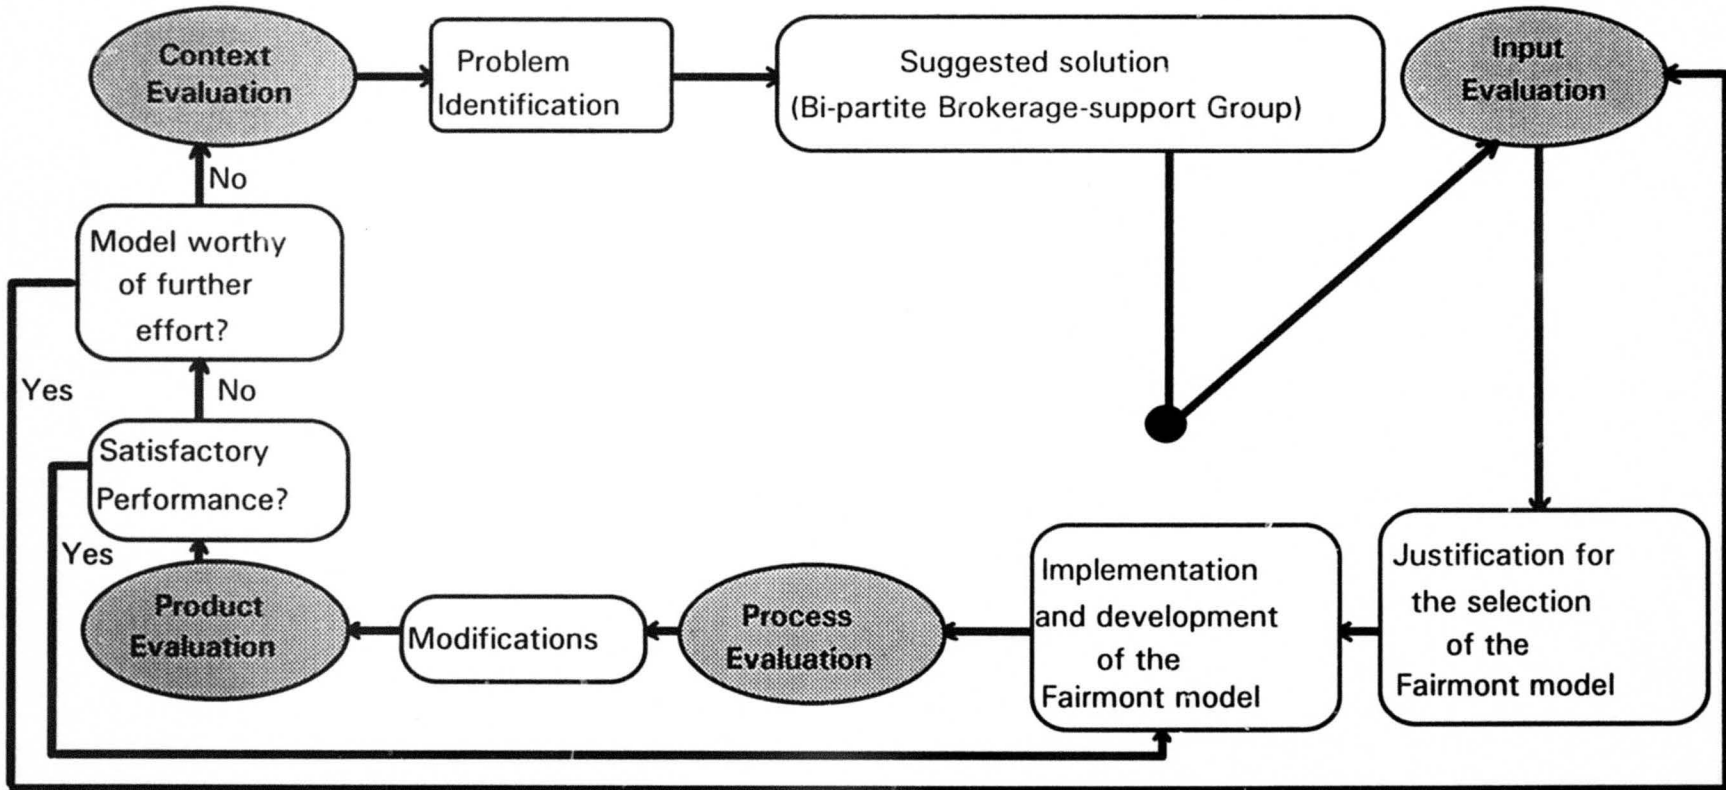 Context
Evaluation
Problem
Identification
Suggested solution
(Bi-partite Brokerage-support Group)
Input
Evaluation
No
Model worthy
of further
effort?
Yes
No
Satisfactory
Performance?
Yes
Product
Evaluation
Modifications
Process
Evaluation
Implementation
and development
of the
Fairmont model
Justification for
the selection
of the
Fairmont model